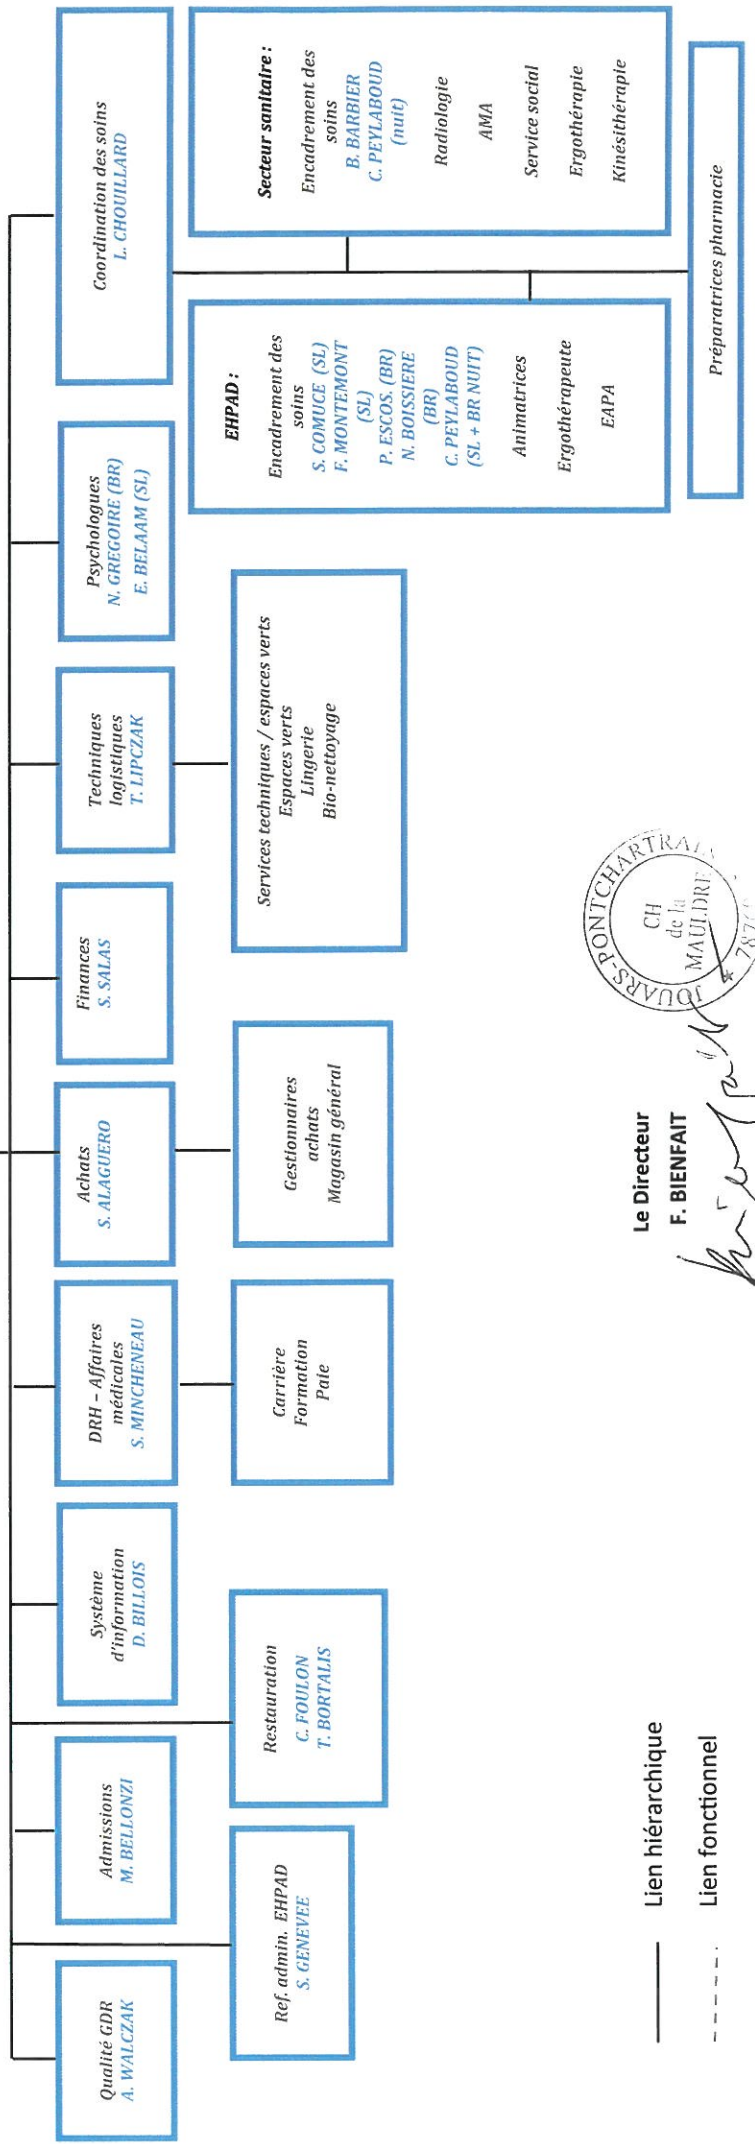 Qualité GDR
A. WALCZAK
Admissions
M. BELLONZI
Système
d'information
D. BILLOIS
DRH – Affaires
médicales
S. MINCHENEAU
Achats
S. ALAGUERO
Finances
S. SALAS
Techniques
logistiques
T. LIPCZAK
Psychologues
N. GREGOIRE (BR)
E. BELAAM (SL)
Coordination des soins
L. CHOUILLARD
Ref. admin. EHPAD
S. GENEVEE
Restauration
C. FOULON
T. BORTALIS
Carrière
Formation
Paie
Gestionnaires
achats
Magasin général
Services techniques / espaces verts
Espaces verts
Lingerie
Bio-nettoyage
EHPAD :
Encadrement des
soins
S. COMUCE (SL)
F. MONTEMONT
(SL)
P. ESCOS. (BR)
N. BOISSIERE
(BR)
C. PEYLABOUD
(SL + BR NUIT)
Animatrices
Ergothérapeute
EAPA
Secteur sanitaire :
Encadrement des
soins
B. BARBIER
C. PEYLABOUD
(nuit)
Radiologie
AMA
Service social
Ergothérapie
Kinésithérapie
Préparatrices pharmacie
Lien hiérarchique
Lien fonctionnel
Le Directeur
F. BIENFAIT
JOUARS-PONTCHARTRAIN
CH
de la
MAULDRE